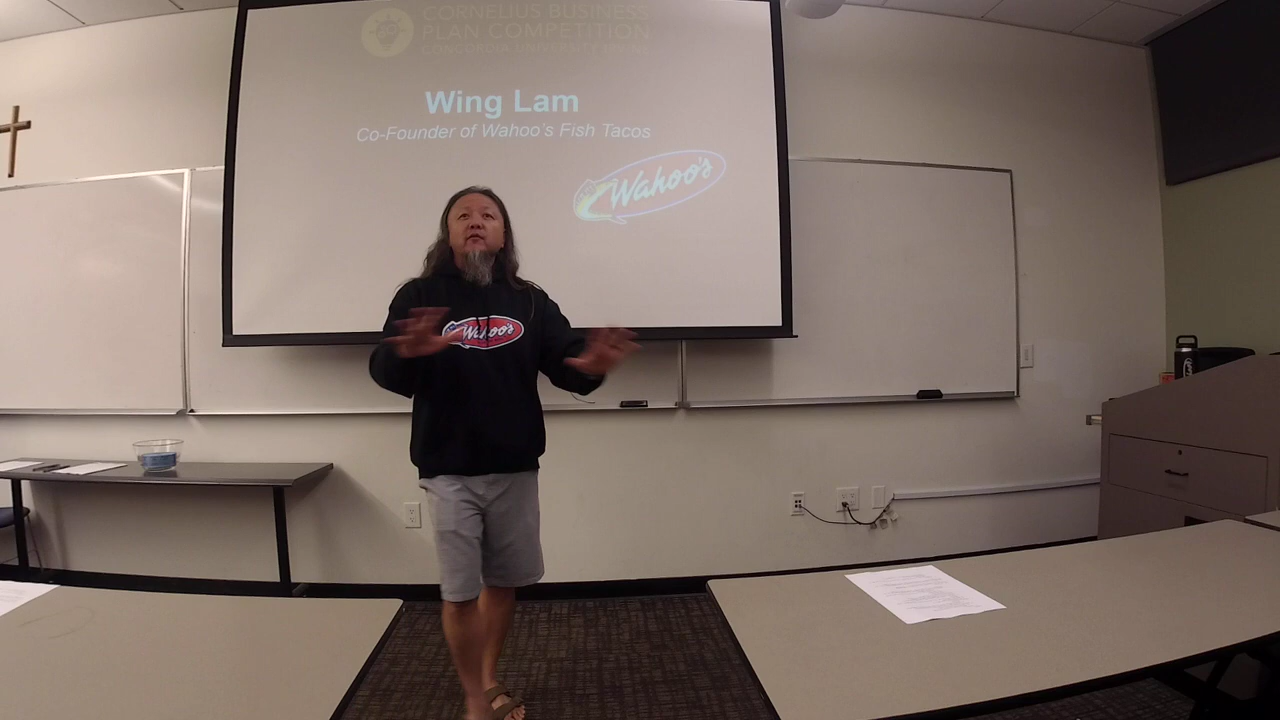 CORNELIUS BUSINESS
PLAN COMPETITION
CONCORDIA UNIVERSITY IRVINE
Wing Lam
Co-Founder of Wahoo's Fish Tacos
Wahoo's
Wahoo's